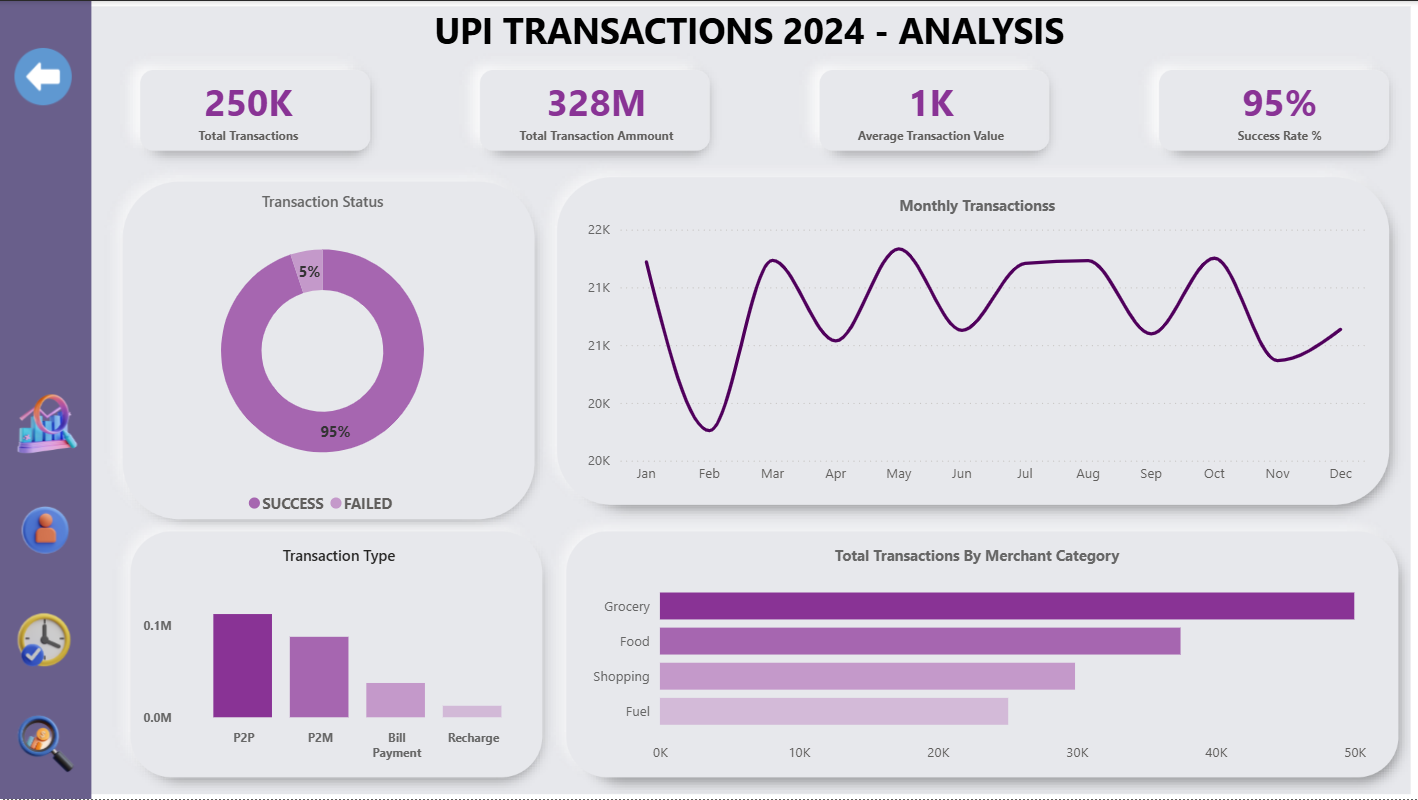 UPI TRANSACTIONS 2024 - ANALYSIS
250K
Total Transactions
328M
Total Transaction Ammount
1K
Average Transaction Value
95%
Success Rate %
Transaction Status
5%
95%
SUCCESS FAILED
Monthly Transactionss
22K
21K
21K
20K
20K
Jan Feb Mar Apr May Jun Jul Aug Sep Oct Nov Dec
Transaction Type
0.1M
0.0M
P2P P2M Bill Payment Recharge
Total Transactions By Merchant Category
Grocery
Food
Shopping
Fuel
0K 10K 20K 30K 40K 50K